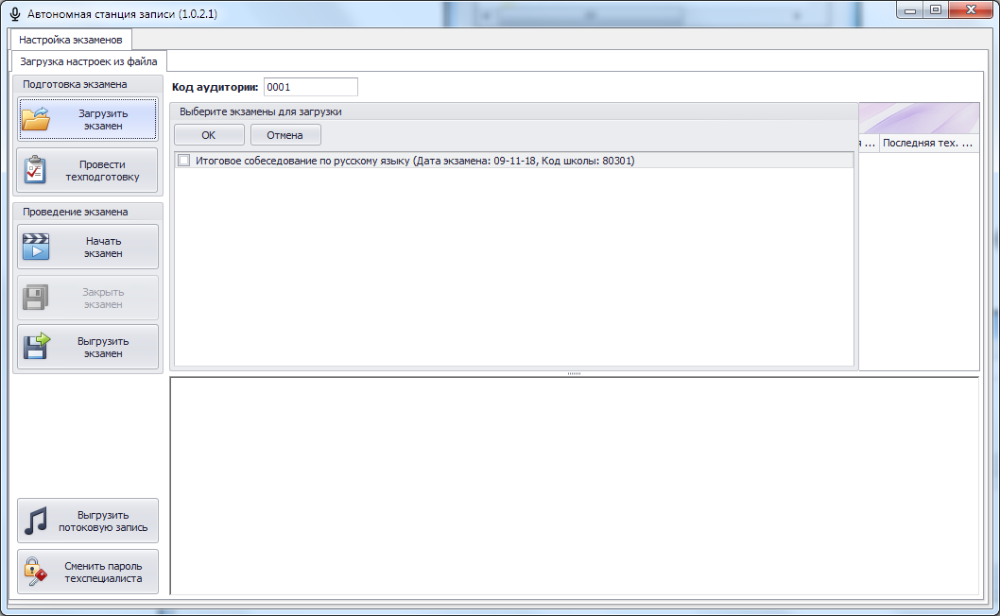 Автономная станция записи (1.0.2.1)
Настройка экзаменов
Загрузка настроек из файла
Подготовка экзамена
Загрузить
экзамен
Провести
техподготовку
Проведение экзамена
Начать
экзамен
Закрыть
экзамен
Выгрузить
экзамен
Выгрузить
потоковую запись
Сменить пароль
техспециалиста
Код аудитории: 0001
Выберите экзамены для загрузки
OK Отмена
Итоговое собеседование по русскому языку (Дата экзамена: 09-11-18, Код школы: 80301)
... Последняя тех. ...